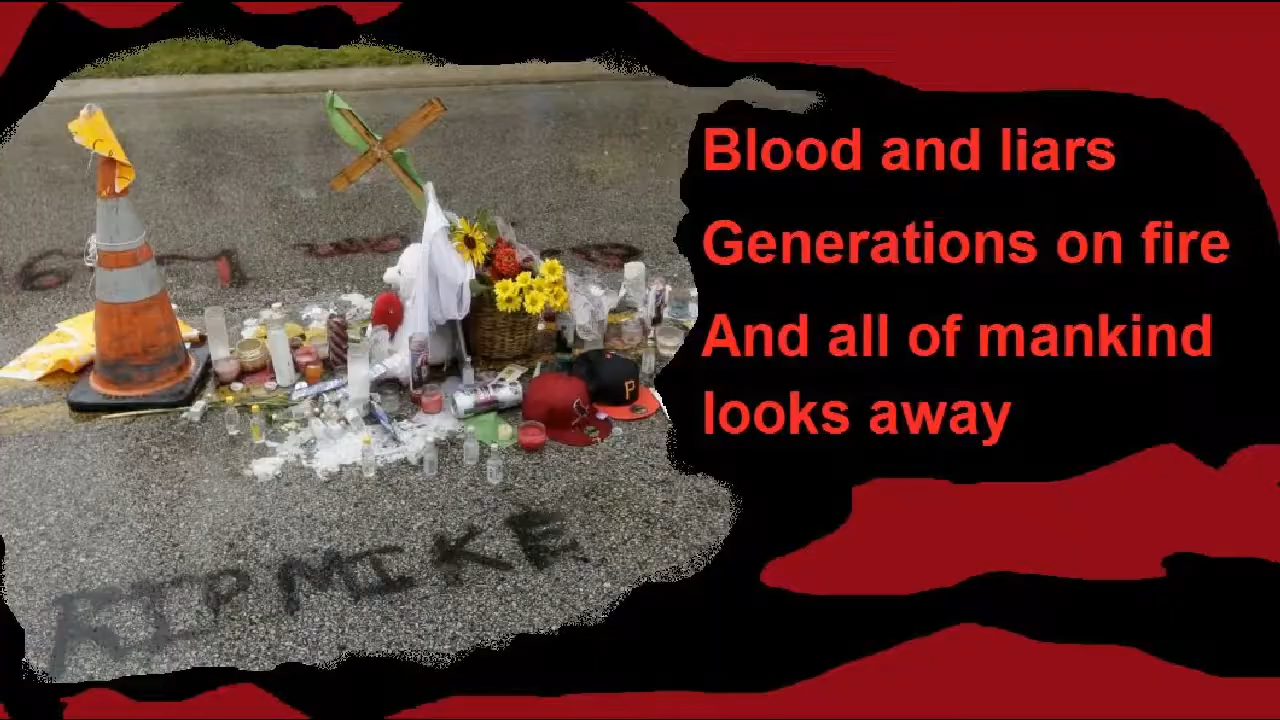 Blood and liars
Generations on fire
And all of mankind
looks away
P
RIP MIKE